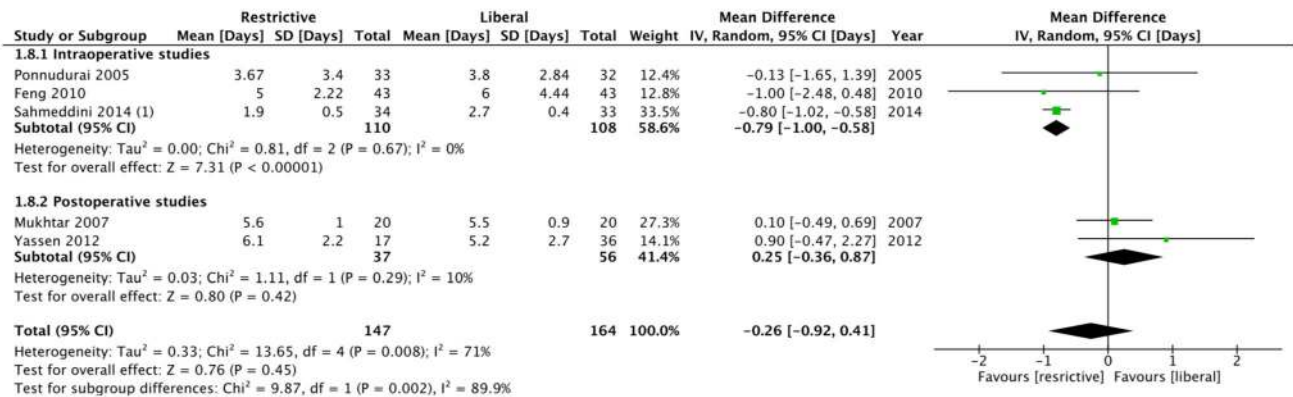 Restrictive Liberal Mean Difference Mean Difference
Study or Subgroup Mean [Days] SD [Days] Total Mean [Days] SD [Days] Total Weight IV, Random, 95% CI [Days] Year IV, Random, 95% CI [Days]
1.8.1 Intraoperative studies
Ponnudurai 2005 3.67 3.4 33 3.8 2.84 32 12.4% -0.13 [-1.65, 1.39] 2005
Feng 2010 5 2.22 43 6 4.44 43 12.8% -1.00 [-2.48, 0.48] 2010
Sahmeddini 2014 (1) 1.9 0.5 34 2.7 0.4 33 33.5% -0.80 [-1.02, -0.58] 2014
Subtotal (95% CI) 110 108 58.6% -0.79 [-1.00, -0.58]
Heterogeneity: Tau² = 0.00; Chi² = 0.81, df = 2 (P = 0.67); I² = 0%
Test for overall effect: Z = 7.31 (P < 0.00001)
1.8.2 Postoperative studies
Mukhtar 2007 5.6 1 20 5.5 0.9 20 27.3% 0.10 [-0.49, 0.69] 2007
Yassen 2012 6.1 2.2 17 5.2 2.7 36 14.1% 0.90 [-0.47, 2.27] 2012
Subtotal (95% CI) 37 56 41.4% 0.25 [-0.36, 0.87]
Heterogeneity: Tau² = 0.03; Chi² = 1.11, df = 1 (P = 0.29); I² = 10%
Test for overall effect: Z = 0.80 (P = 0.42)
Total (95% CI) 147 164 100.0% -0.26 [-0.92, 0.41]
Heterogeneity: Tau² = 0.33; Chi² = 13.65, df = 4 (P = 0.008); I² = 71%
Test for overall effect: Z = 0.76 (P = 0.45)
Test for subgroup differences: Chi² = 9.87, df = 1 (P = 0.002), I² = 89.9%
-2 -1 0 1 2
Favours [resrictive] Favours [liberal]